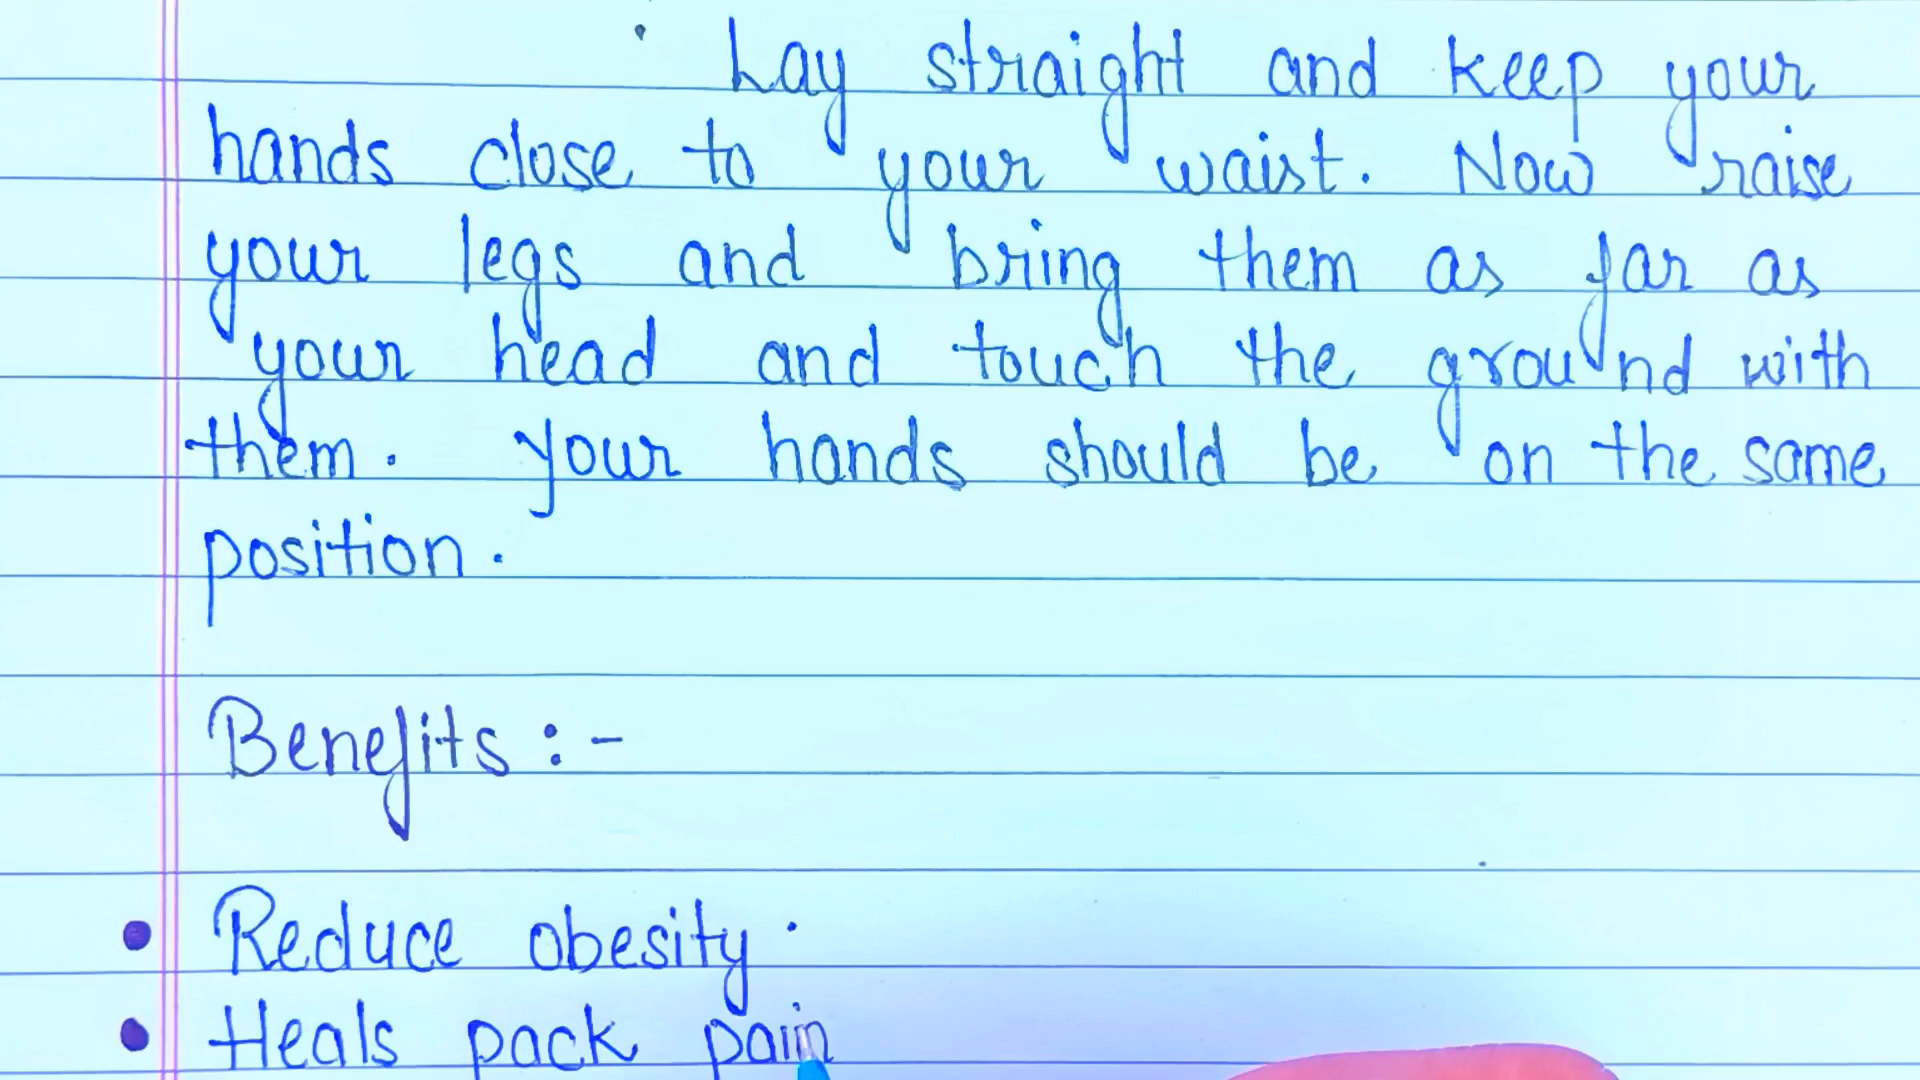 Lay straight and keep your
hands close to your waist. Now raise
your legs and bring them as far as
your head and touch the ground with
them. Your hands should be on the same
position.
Benefits :-
• Reduce obesity.
• Heals pack pain